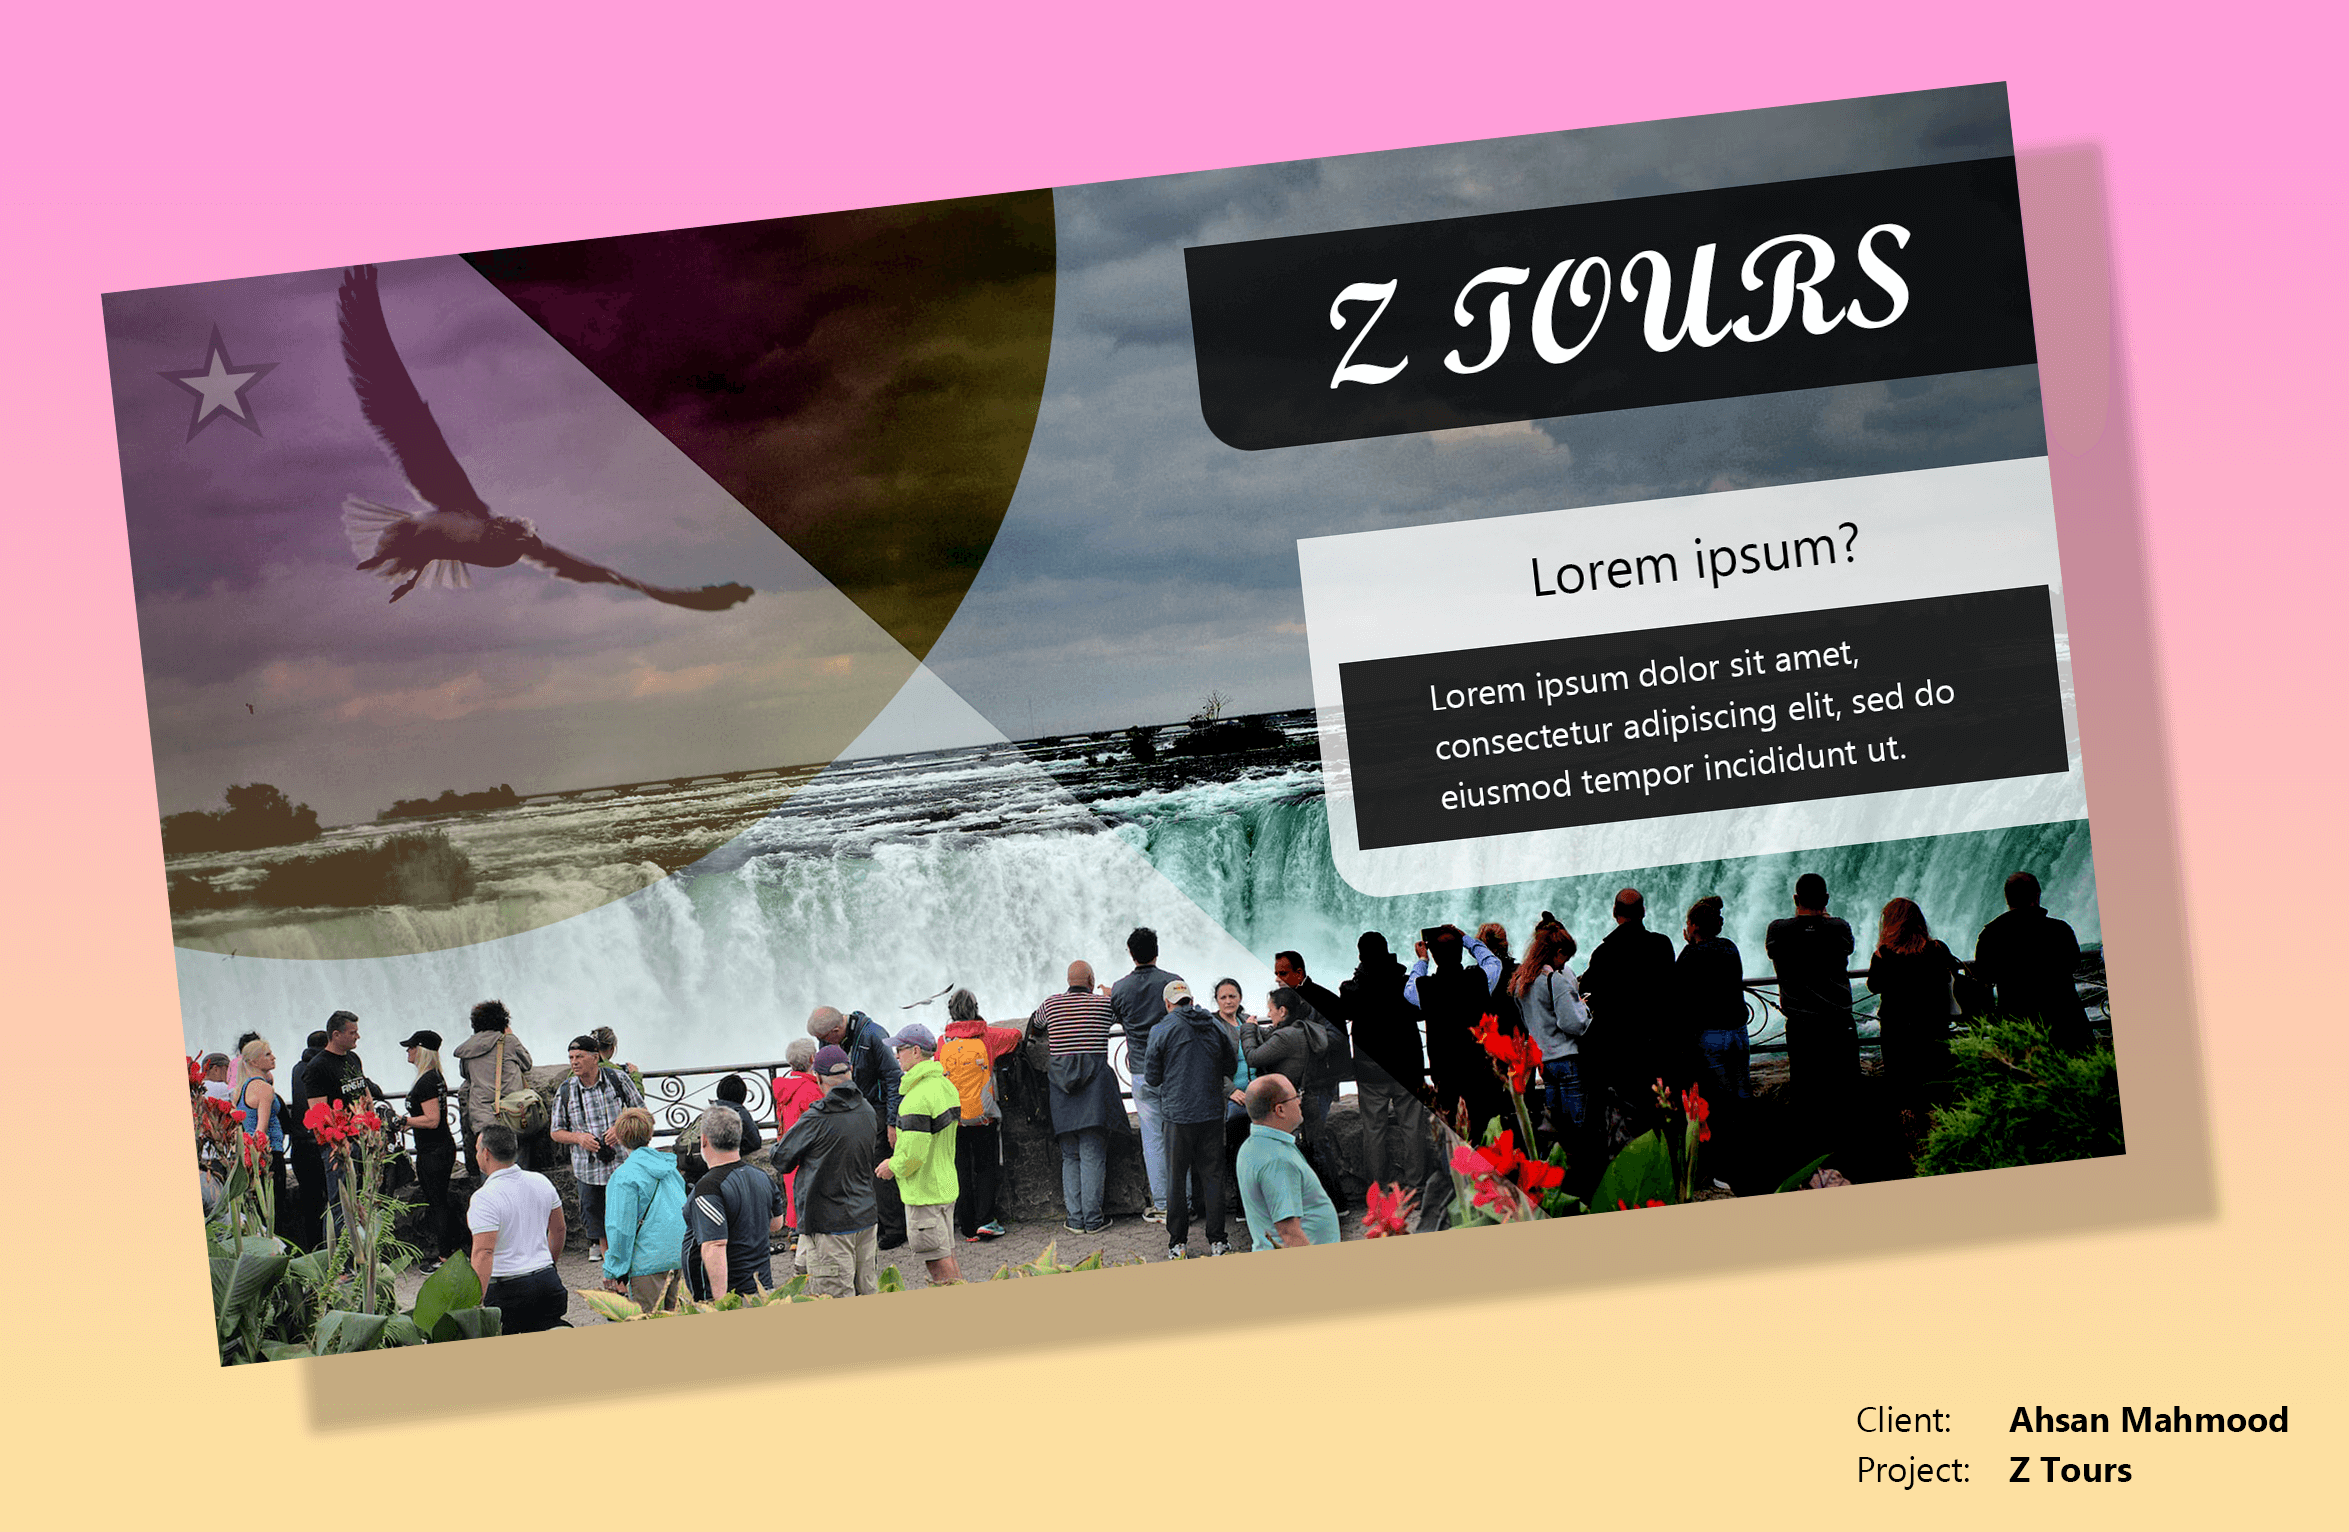 Z TOURS
Lorem ipsum?
Lorem ipsum dolor sit amet,
consectetur adipiscing elit, sed do
eiusmod tempor incididunt ut.
Client: Ahsan Mahmood
Project: Z Tours